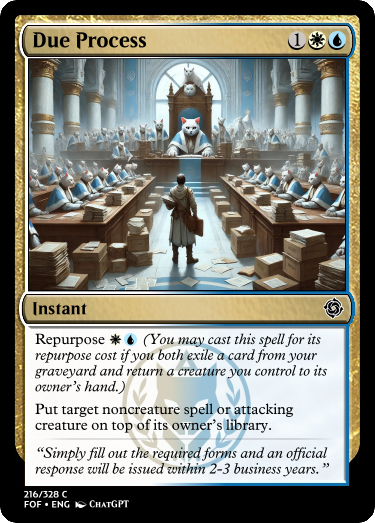 Due Process 1
Instant
Repurpose (You may cast this spell for its
repurpose cost if you both exile a card from your
graveyard and return a creature you control to its
owner's hand.)
Put target noncreature spell or attacking
creature on top of its owner's library.
"Simply fill out the required forms and an official
response will be issued within 2-3 business years."
216/328 C
FOF • ENG ChatGPT